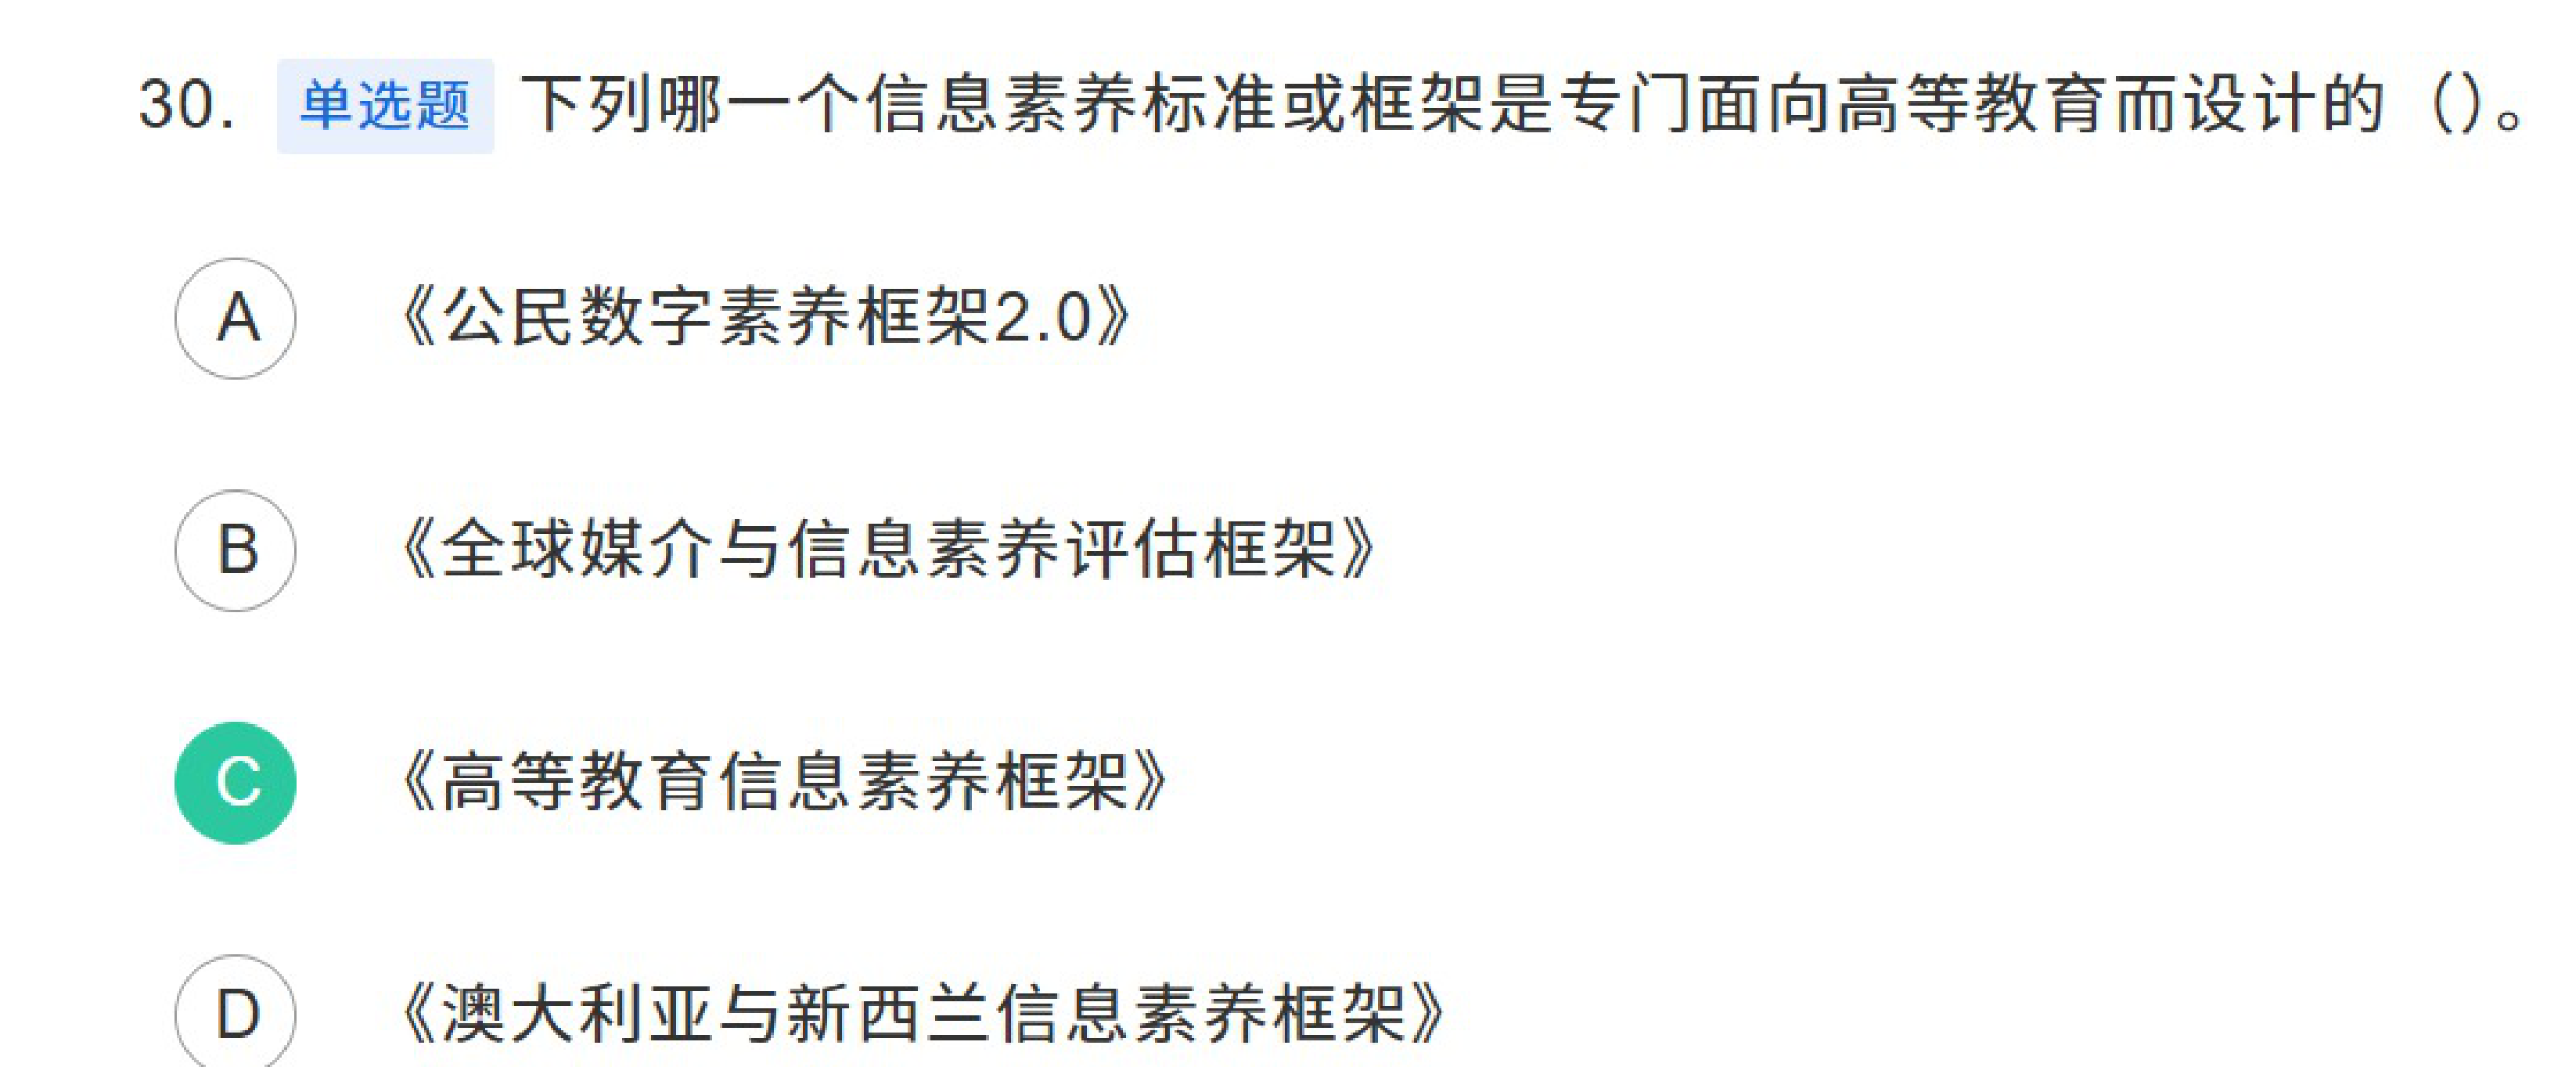 30. 单选题 下列哪一个信息素养标准或框架是专门面向高等教育而设计的（）。
A 《公民数字素养框架2.0》
B 《全球媒介与信息素养评估框架》
C 《高等教育信息素养框架》
D 《澳大利亚与新西兰信息素养框架》